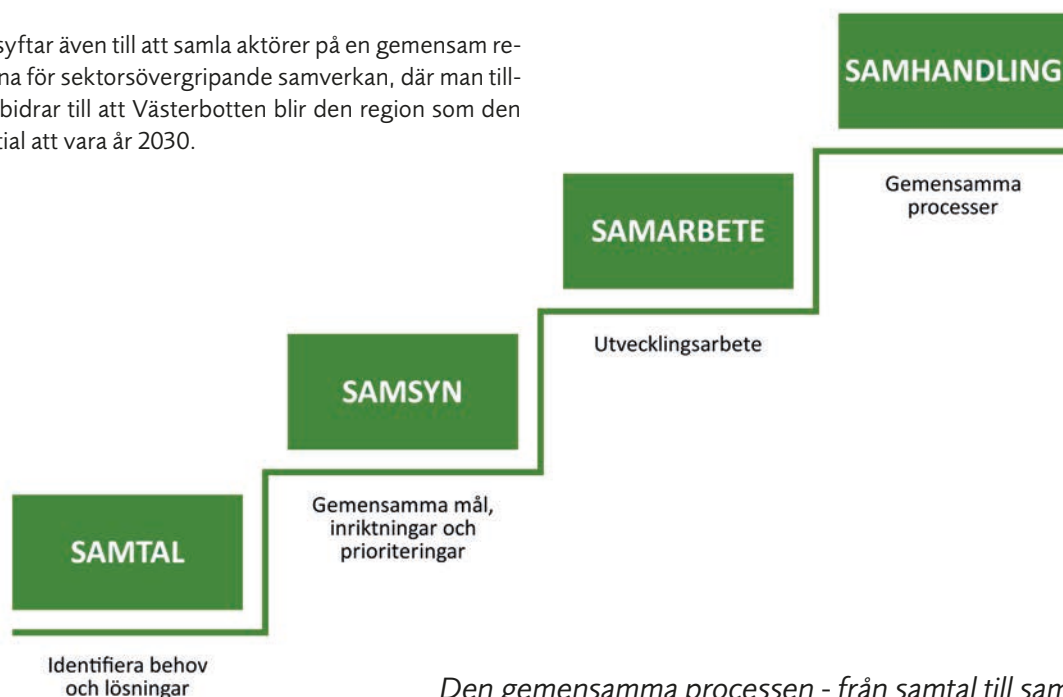 syftar även till att samla aktörer på en gemensam re-
na för sektorsövergripande samverkan, där man till-
bidrar till att Västerbotten blir den region som den
tial att vara år 2030.
SAMHANDLING
Gemensamma
processer
SAMARBETE
Utvecklingsarbete
SAMSYN
Gemensamma mål,
inriktningar och
prioriteringar
SAMTAL
Identifiera behov
och lösningar
Den gemensamma processen - från samtal till sam